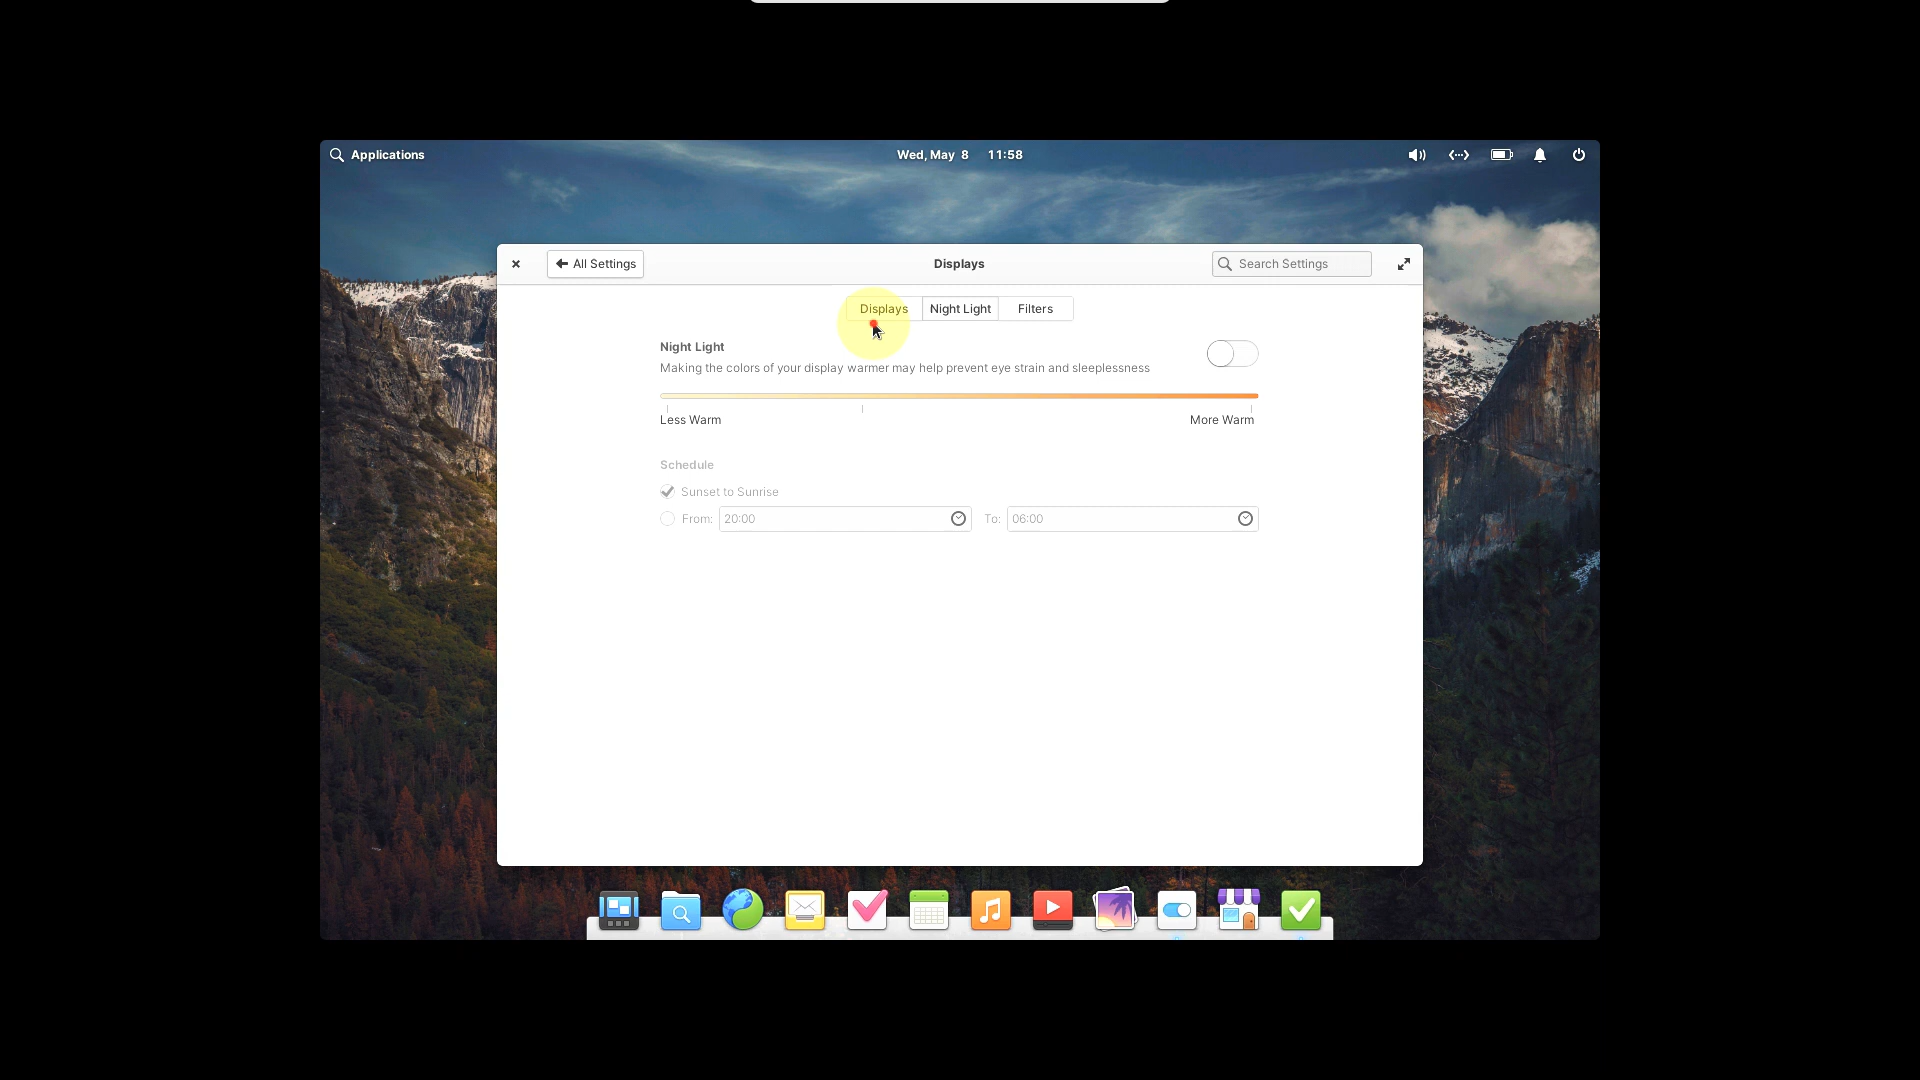 Applications
Wed, May 8 11:58
All Settings
Displays
Search Settings
Displays
Night Light
Filters
Night Light
Making the colors of your display warmer may help prevent eye strain and sleeplessness
Less Warm
More Warm
Schedule
Sunset to Sunrise
From: 20:00 To: 06:00